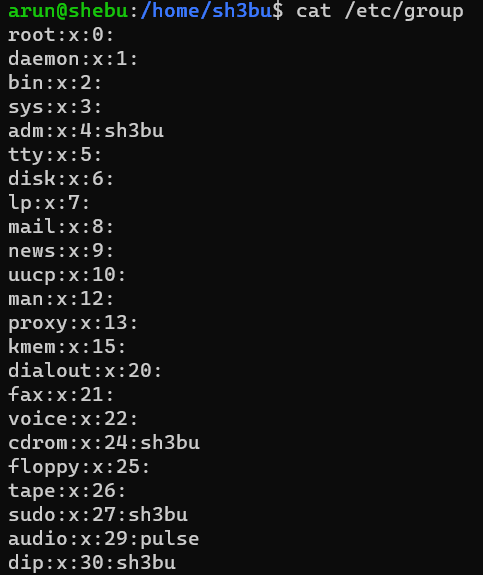 arun@shebu:/home/sh3bu$ cat /etc/group
root:x:0:
daemon:x:1:
bin:x:2:
sys:x:3:
adm:x:4:sh3bu
tty:x:5:
disk:x:6:
lp:x:7:
mail:x:8:
news:x:9:
uucp:x:10:
man:x:12:
proxy:x:13:
kmem:x:15:
dialout:x:20:
fax:x:21:
voice:x:22:
cdrom:x:24:sh3bu
floppy:x:25:
tape:x:26:
sudo:x:27:sh3bu
audio:x:29:pulse
dip:x:30:sh3bu